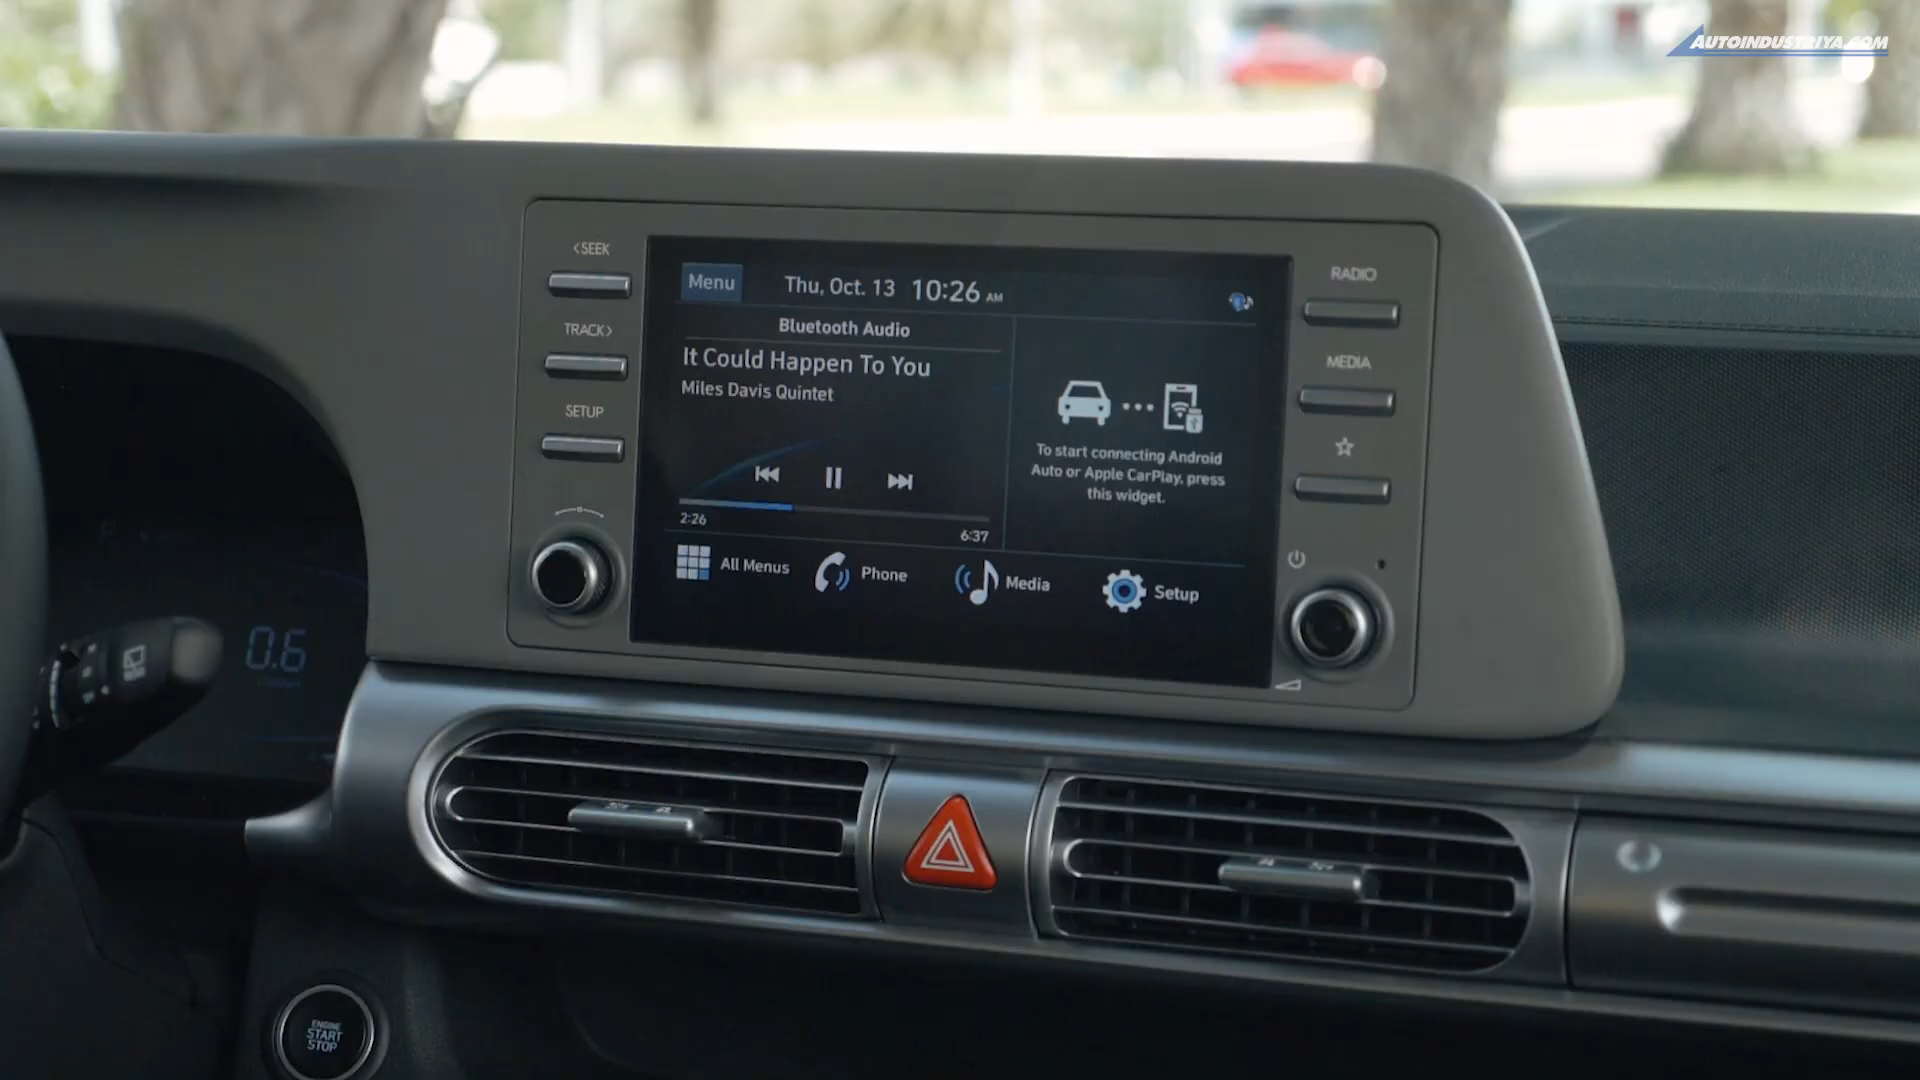 AUTOINDUSTRIYA.COM
<SEEK
TRACK>
SETUP
Menu
Thu, Oct. 13 10:26 AM
Bluetooth Audio
It Could Happen To You
Miles Davis Quintet
2:26
6:37
To start connecting Android
Auto or Apple CarPlay, press
this widget.
All Menus
Phone
Media
Setup
RADIO
MEDIA
0.6
ENGINE
START
STOP